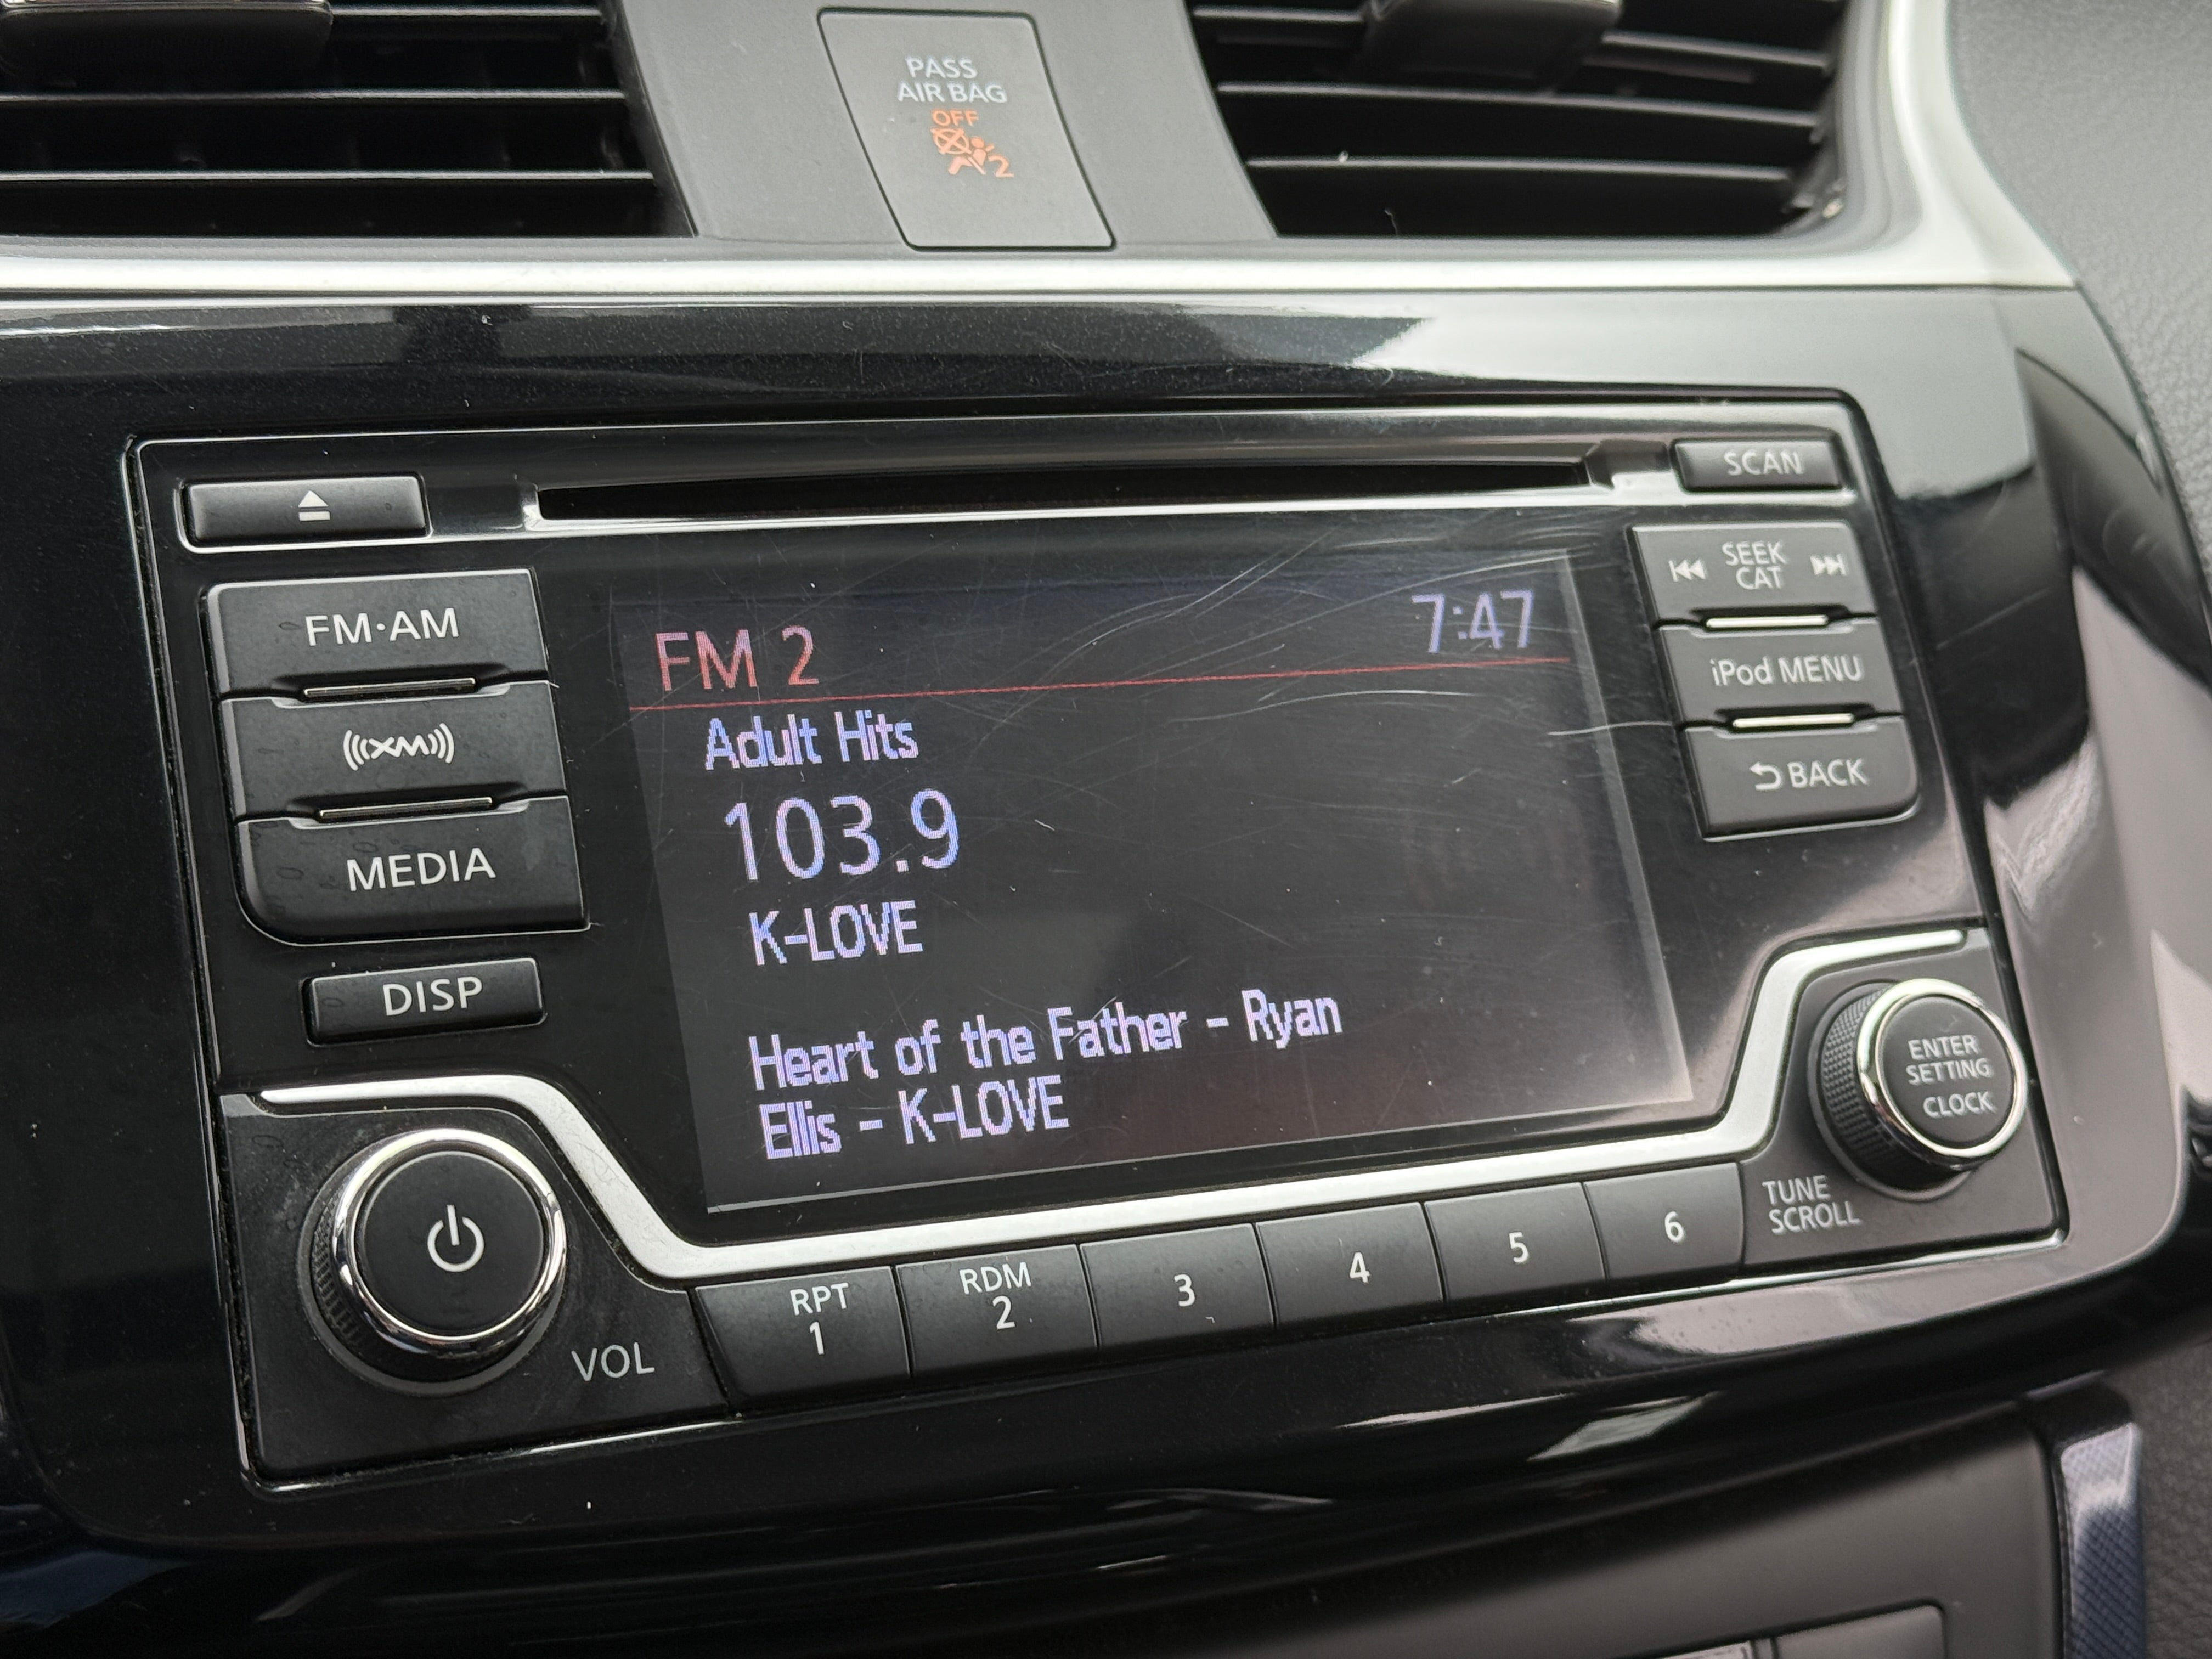 PASS
AIR BAG
OFF
2
SCAN
FM·AM
SEEK
CAT
XM
iPod MENU
MEDIA
BACK
DISP
FM 2 7:47
Adult Hits
103.9
K-LOVE
Heart of the Father - Ryan
Ellis - K-LOVE
ENTER
SETTING
CLOCK
TUNE
SCROLL
VOL
RPT
1
RDM
2
3
4
5
6